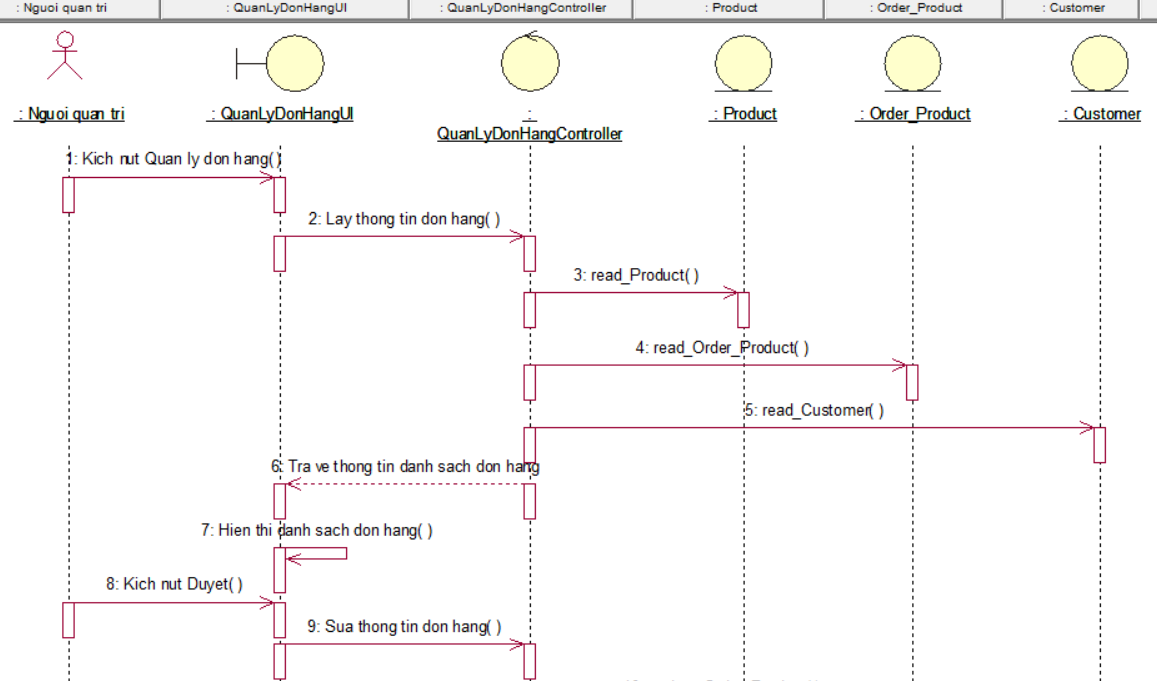 : Nguoi quan tri
: QuanLyDonHangUI
: QuanLyDonHangController
: Product
: Order_Product
: Customer
: Nguoi quan tri
: QuanLyDonHangUI
:
QuanLyDonHangController
: Product
: Order_Product
: Customer
1: Kich nut Quan ly don hang( )
2: Lay thong tin don hang( )
3: read_Product( )
4: read_Order_Product( )
5: read_Customer( )
6: Tra ve thong tin danh sach don hang
7: Hien thi danh sach don hang( )
8: Kich nut Duyet( )
9: Sua thong tin don hang( )